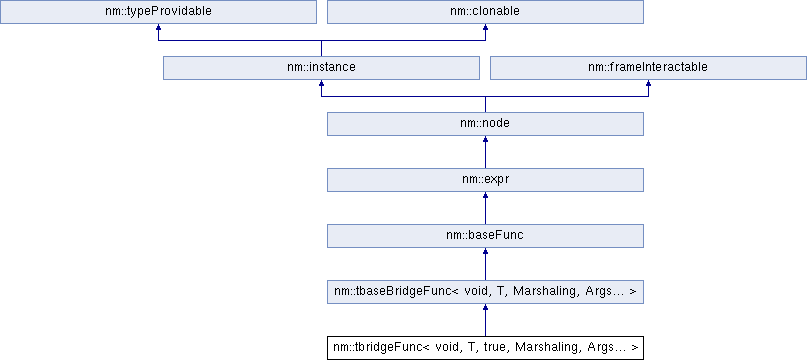 nm::typeProvidable
nm::clonable
nm::instance
nm::frameInteractable
nm::node
nm::expr
nm::baseFunc
nm::tbaseBridgeFunc< void, T, Marshaling, Args... >
nm::tbridgeFunc< void, T, true, Marshaling, Args... >